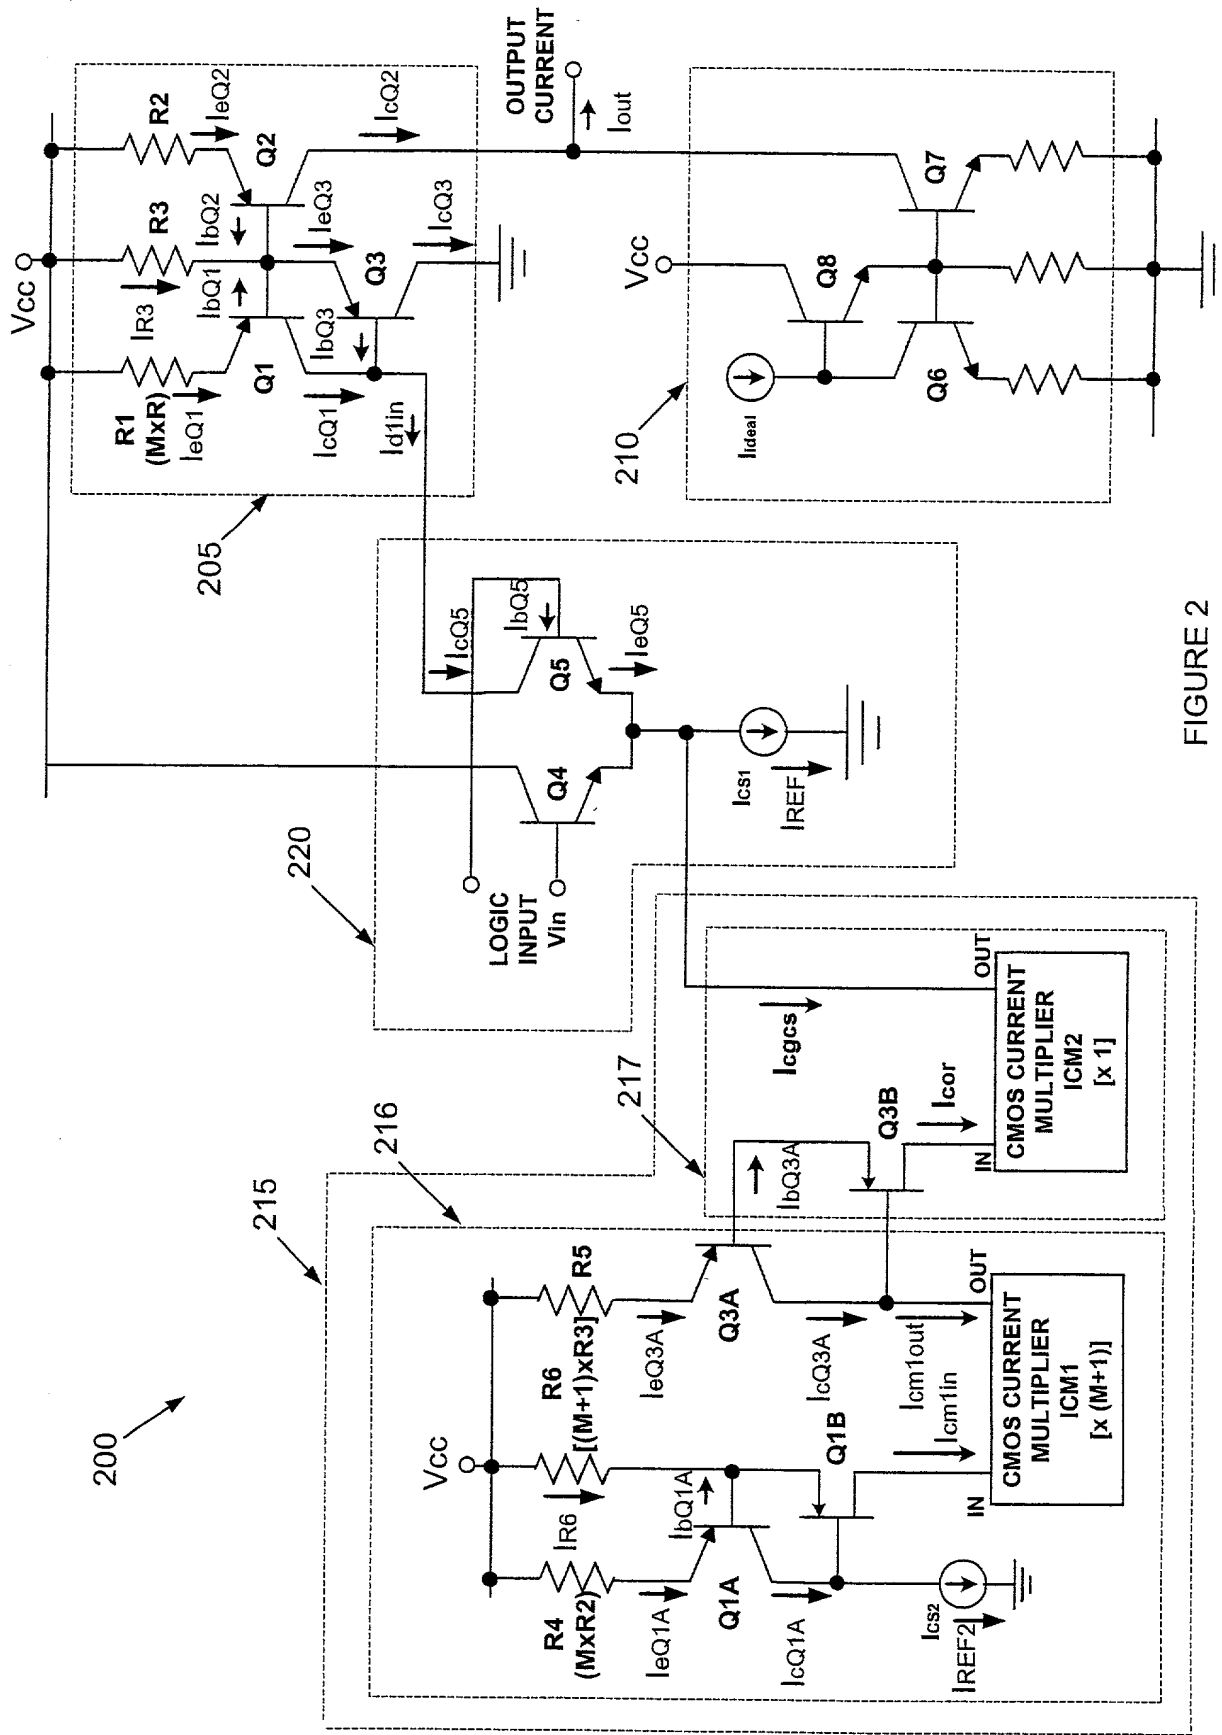 200
215
216
217
220
205
210
Vcc
R4
(MxR2)
R6
[(M+1)xR3]
R5
IeQ1A
IR6
IbQ1A
IeQ3A
Q1A
Q3A
IbQ3A
IcQ1A
Q1B
IcQ3A
Q3B
Icm1out
Icm1in
Icor
Icgcs
Ics2
IREF2
IN
OUT
CMOS CURRENT
MULTIPLIER
ICM1
[x (M+1)]
IN
OUT
CMOS CURRENT
MULTIPLIER
ICM2
[x 1]
LOGIC
INPUT
Vin
Q4
Q5
IcQ5
IbQ5
IeQ5
Ics1
IREF
Vcc
R1
(MxR)
R3
R2
IeQ1
IR3
IbQ1
IbQ2
IeQ2
Q1
Q2
IcQ1
IbQ3
IeQ3
Q3
IcQ2
Id1in
IcQ3
OUTPUT
CURRENT
Iout
Vcc
Iideal
Q8
Q6
Q7
FIGURE 2